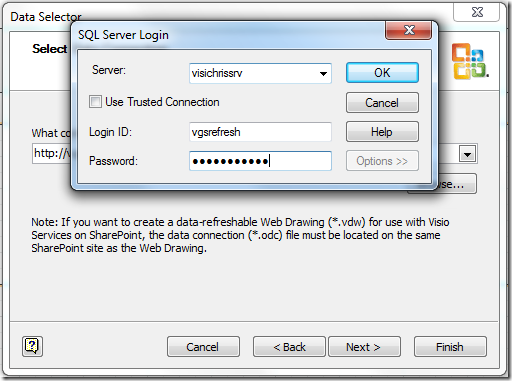 Data Selector
SQL Server Login
Select
Server:
visichrissrv
OK
Use Trusted Connection
Cancel
Login ID:
vgsrefresh
Help
Password:
●●●●●●●●●●●
Options >>
What co
http://v
Note: If you want to create a data-refreshable Web Drawing (*.vdw) for use with Visio
Services on SharePoint, the data connection (*.odc) file must be located on the same
SharePoint site as the Web Drawing.
?
Cancel
< Back
Next >
Finish